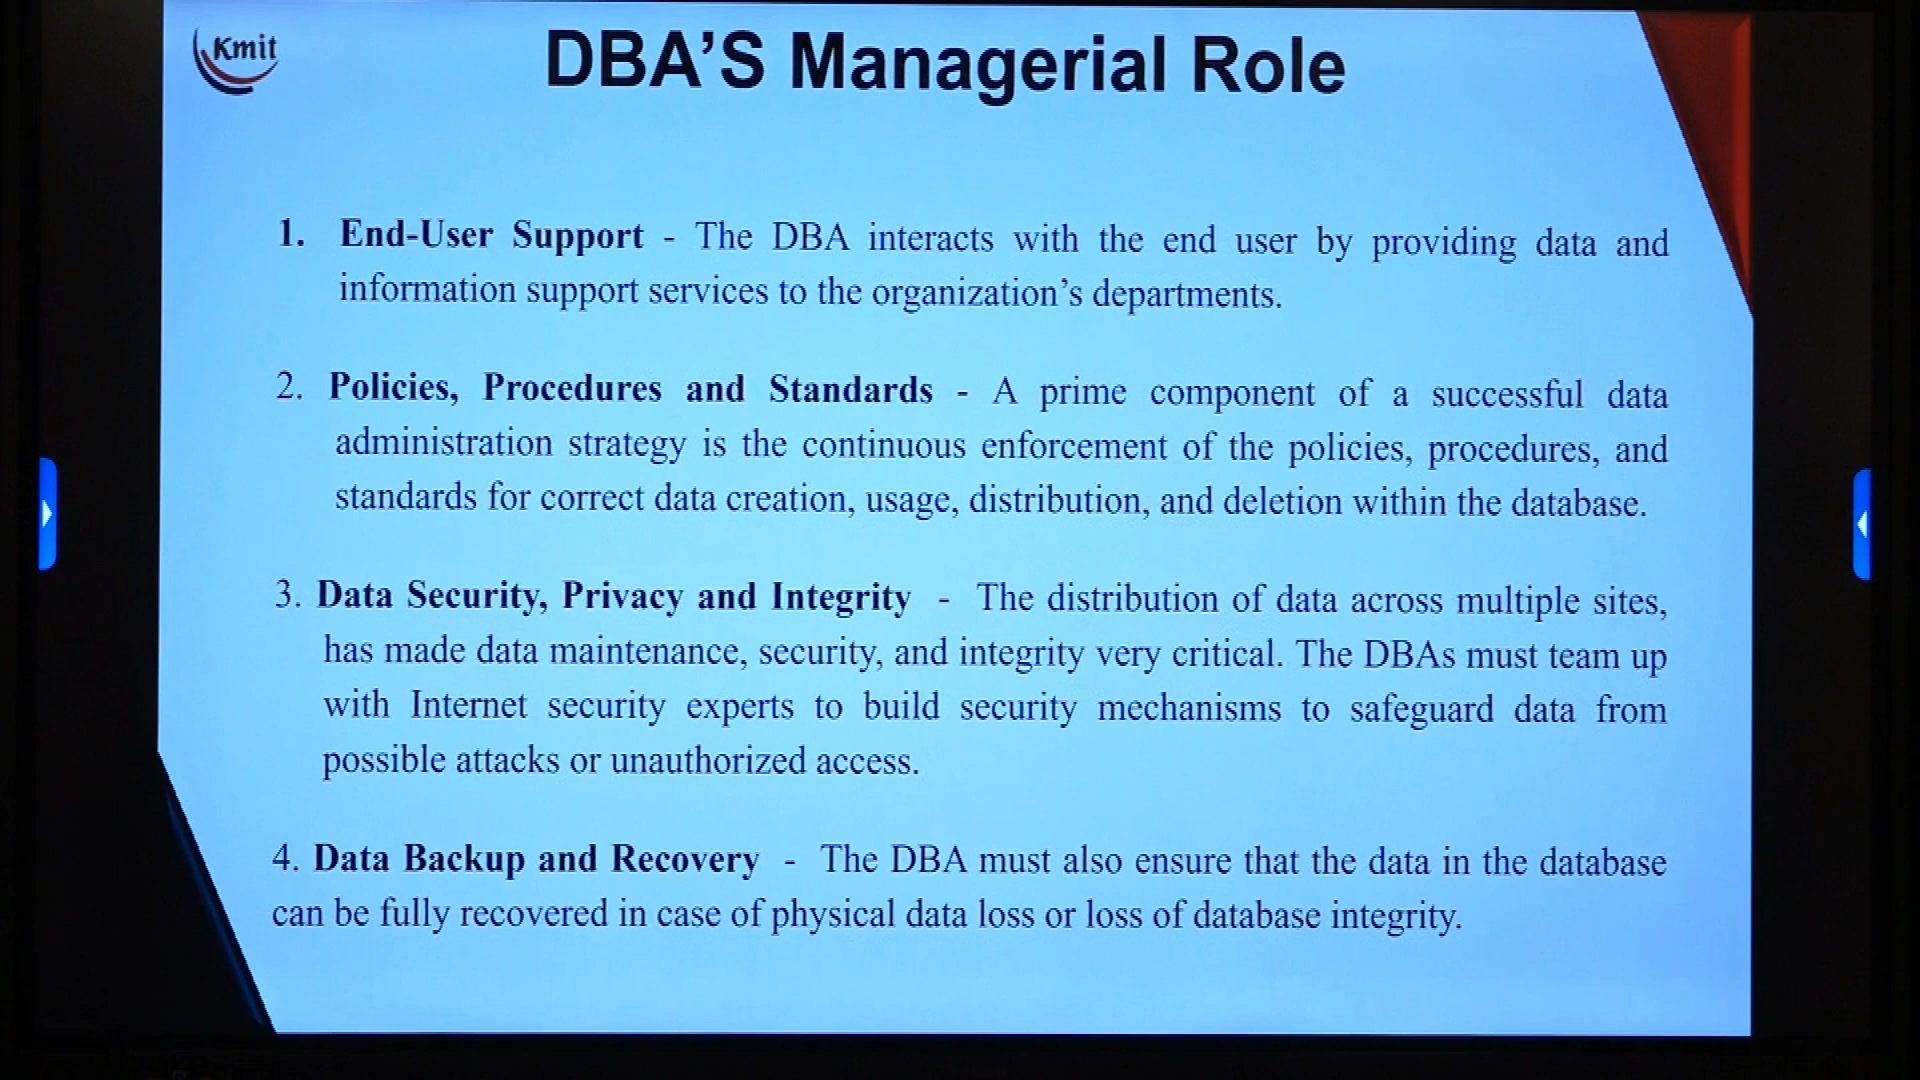 Kmit
DBA’S Managerial Role
1. End-User Support - The DBA interacts with the end user by providing data and
information support services to the organization’s departments.
2. Policies, Procedures and Standards - A prime component of a successful data
administration strategy is the continuous enforcement of the policies, procedures, and
standards for correct data creation, usage, distribution, and deletion within the database.
3. Data Security, Privacy and Integrity - The distribution of data across multiple sites,
has made data maintenance, security, and integrity very critical. The DBAs must team up
with Internet security experts to build security mechanisms to safeguard data from
possible attacks or unauthorized access.
4. Data Backup and Recovery - The DBA must also ensure that the data in the database
can be fully recovered in case of physical data loss or loss of database integrity.